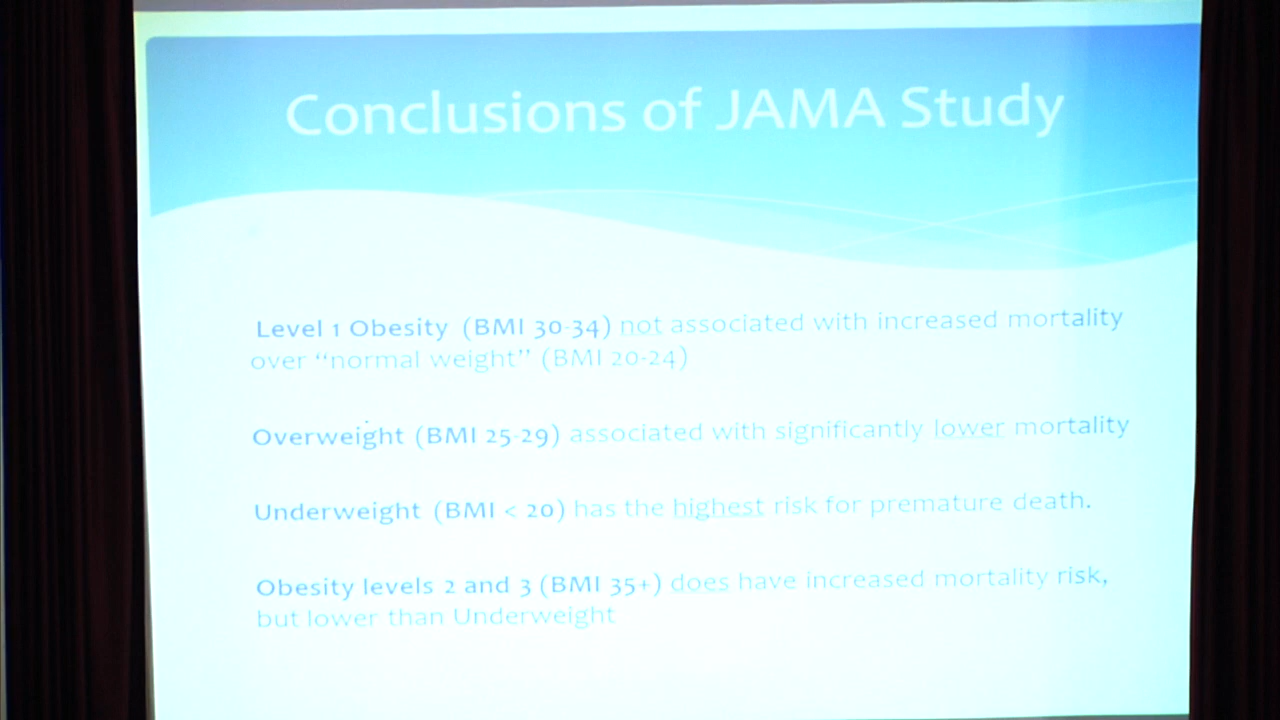 Conclusions of JAMA Study
Level 1 Obesity (BMI 30-34) not associated with increased mortality
over “normal weight” (BMI 20-24)
Overweight (BMI 25-29) associated with significantly lower mortality
Underweight (BMI < 20) has the highest risk for premature death.
Obesity levels 2 and 3 (BMI 35+) does have increased mortality risk,
but lower than Underweight